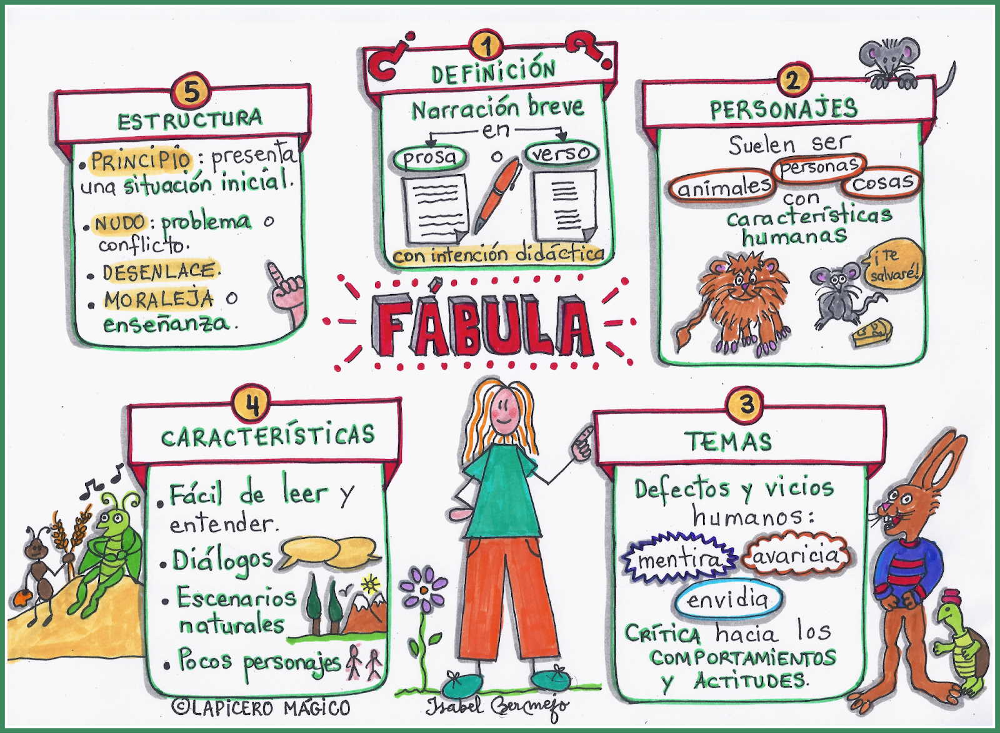 FÁBULA
1
¿ ?
DEFINICIÓN
Narración breve
en
prosa o verso
con intención didáctica
2
PERSONAJES
Suelen ser
animales personas cosas
con
características
humanas
¡Te
salvaré!
3
TEMAS
Defectos y vicios
humanos:
mentira avaricia
envidia
CRÍTICA hacia los
COMPORTAMIENTOS
Y ACTITUDES.
4
CARACTERÍSTICAS
• Fácil de leer y
entender.
• Diálogos
• Escenarios
naturales
• Pocos personajes
5
ESTRUCTURA
• PRINCIPIO: presenta
una situación inicial.
• NUDO: problema o
conflicto.
• DESENLACE.
• MORALEJA o
enseñanza.
©LAPICERO MÁGICO
Isabel Bermejo